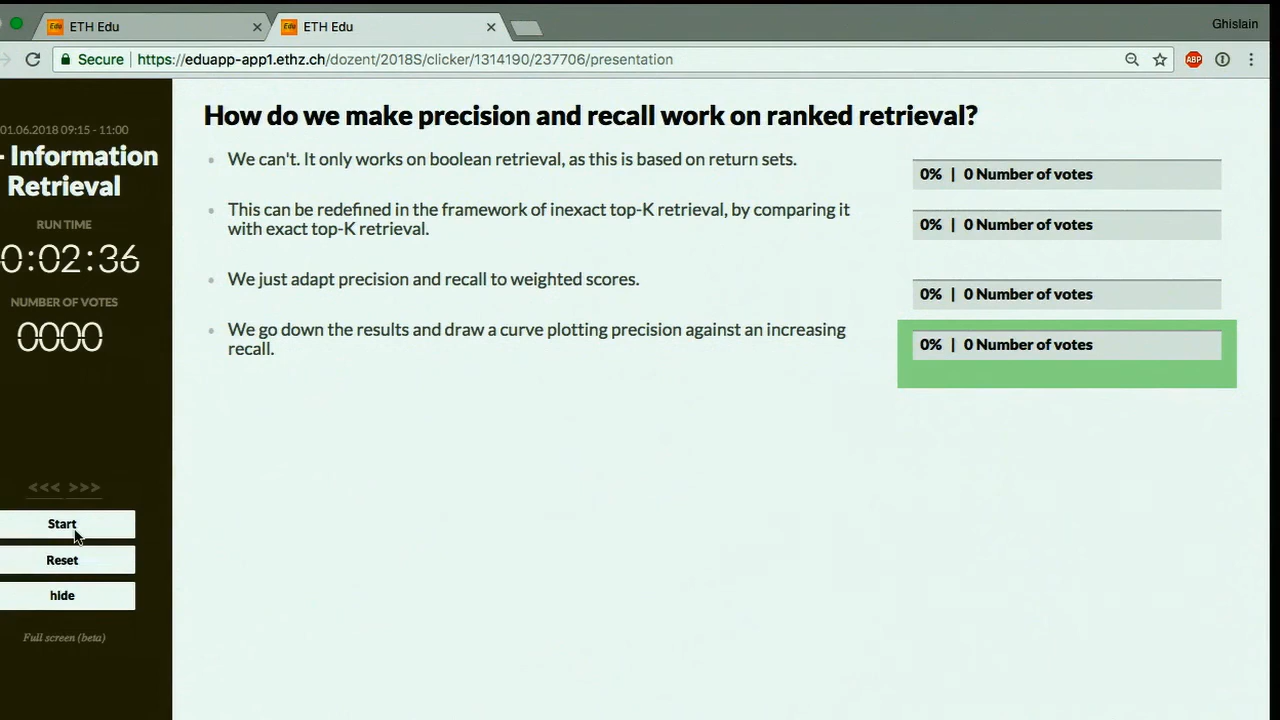 ETH Edu
ETH Edu
Ghislain
Secure
https://eduapp-app1.ethz.ch/dozent/2018S/clicker/1314190/237706/presentation
ABP
01.06.2018 09:15 - 11:00
- Information
Retrieval
RUN TIME
0:02:36
NUMBER OF VOTES
0000
<<< >>>
Start
Reset
hide
Full screen (beta)
How do we make precision and recall work on ranked retrieval?
We can't. It only works on boolean retrieval, as this is based on return sets.
0% | 0 Number of votes
This can be redefined in the framework of inexact top-K retrieval, by comparing it
with exact top-K retrieval.
0% | 0 Number of votes
We just adapt precision and recall to weighted scores.
0% | 0 Number of votes
We go down the results and draw a curve plotting precision against an increasing
recall.
0% | 0 Number of votes